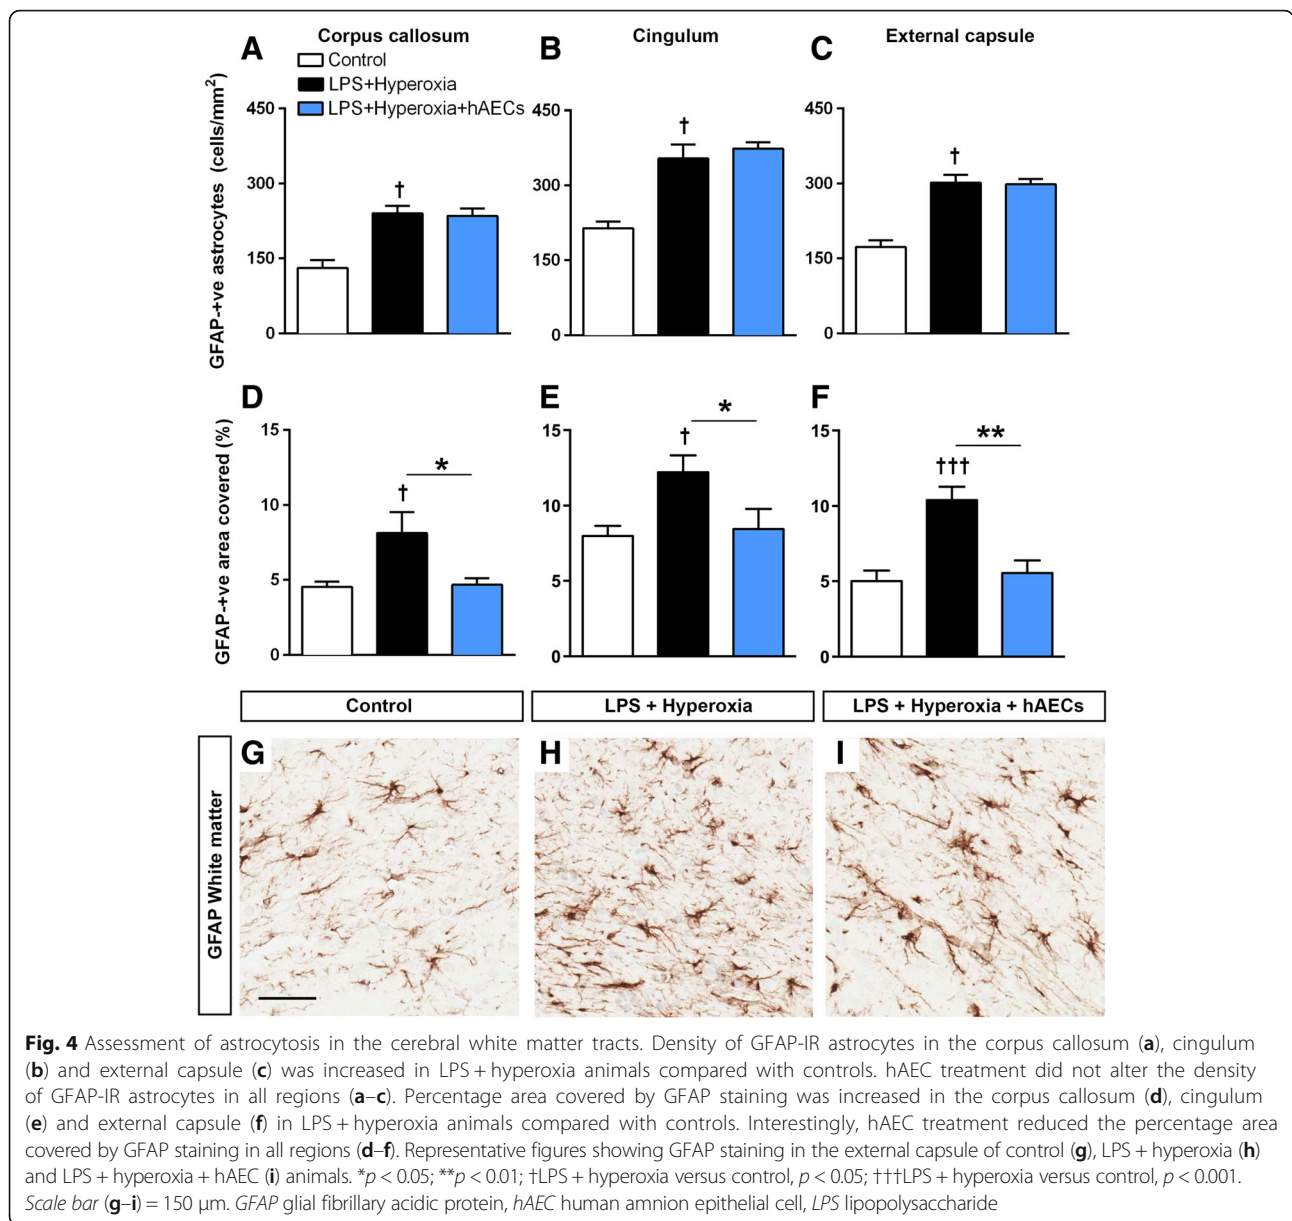 A
Corpus callosum
Control
LPS+Hyperoxia
LPS+Hyperoxia+hAECs
B
Cingulum
C
External capsule
GFAP-+ve astrocytes (cells/mm²)
450
300
150
0
†
450
300
150
0
†
450
300
150
0
†
D
E
F
GFAP-+ve area covered (%)
15
10
5
0
†
*
15
10
5
0
†
*
15
10
5
0
†††
**
Control
LPS + Hyperoxia
LPS + Hyperoxia + hAECs
GFAP White matter
G
H
I
Fig. 4 Assessment of astrocytosis in the cerebral white matter tracts. Density of GFAP-IR astrocytes in the corpus callosum (a), cingulum
(b) and external capsule (c) was increased in LPS + hyperoxia animals compared with controls. hAEC treatment did not alter the density
of GFAP-IR astrocytes in all regions (a–c). Percentage area covered by GFAP staining was increased in the corpus callosum (d), cingulum
(e) and external capsule (f) in LPS + hyperoxia animals compared with controls. Interestingly, hAEC treatment reduced the percentage area
covered by GFAP staining in all regions (d–f). Representative figures showing GFAP staining in the external capsule of control (g), LPS + hyperoxia (h)
and LPS + hyperoxia + hAEC (i) animals. *p < 0.05; **p < 0.01; †LPS + hyperoxia versus control, p < 0.05; †††LPS + hyperoxia versus control, p < 0.001.
Scale bar (g–i) = 150 μm. GFAP glial fibrillary acidic protein, hAEC human amnion epithelial cell, LPS lipopolysaccharide